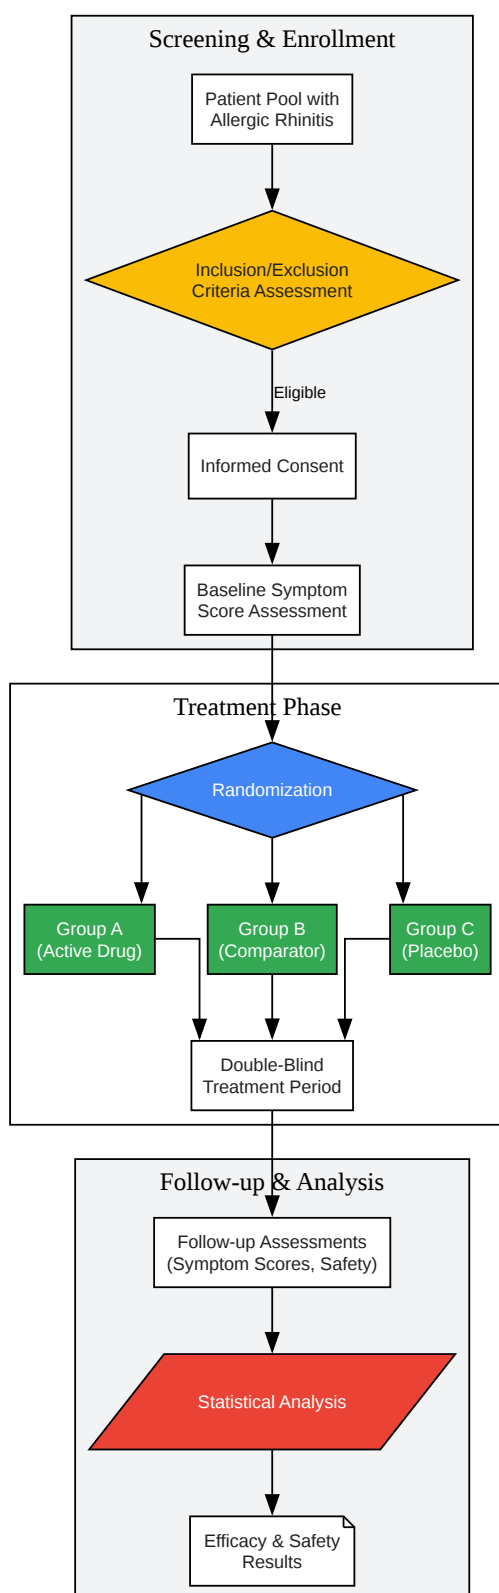 Screening & Enrollment
Patient Pool with
Allergic Rhinitis
Inclusion/Exclusion
Criteria Assessment
Eligible
Informed Consent
Baseline Symptom
Score Assessment
Treatment Phase
Randomization
Group A
(Active Drug)
Group B
(Comparator)
Group C
(Placebo)
Double-Blind
Treatment Period
Follow-up & Analysis
Follow-up Assessments
(Symptom Scores, Safety)
Statistical Analysis
Efficacy & Safety
Results